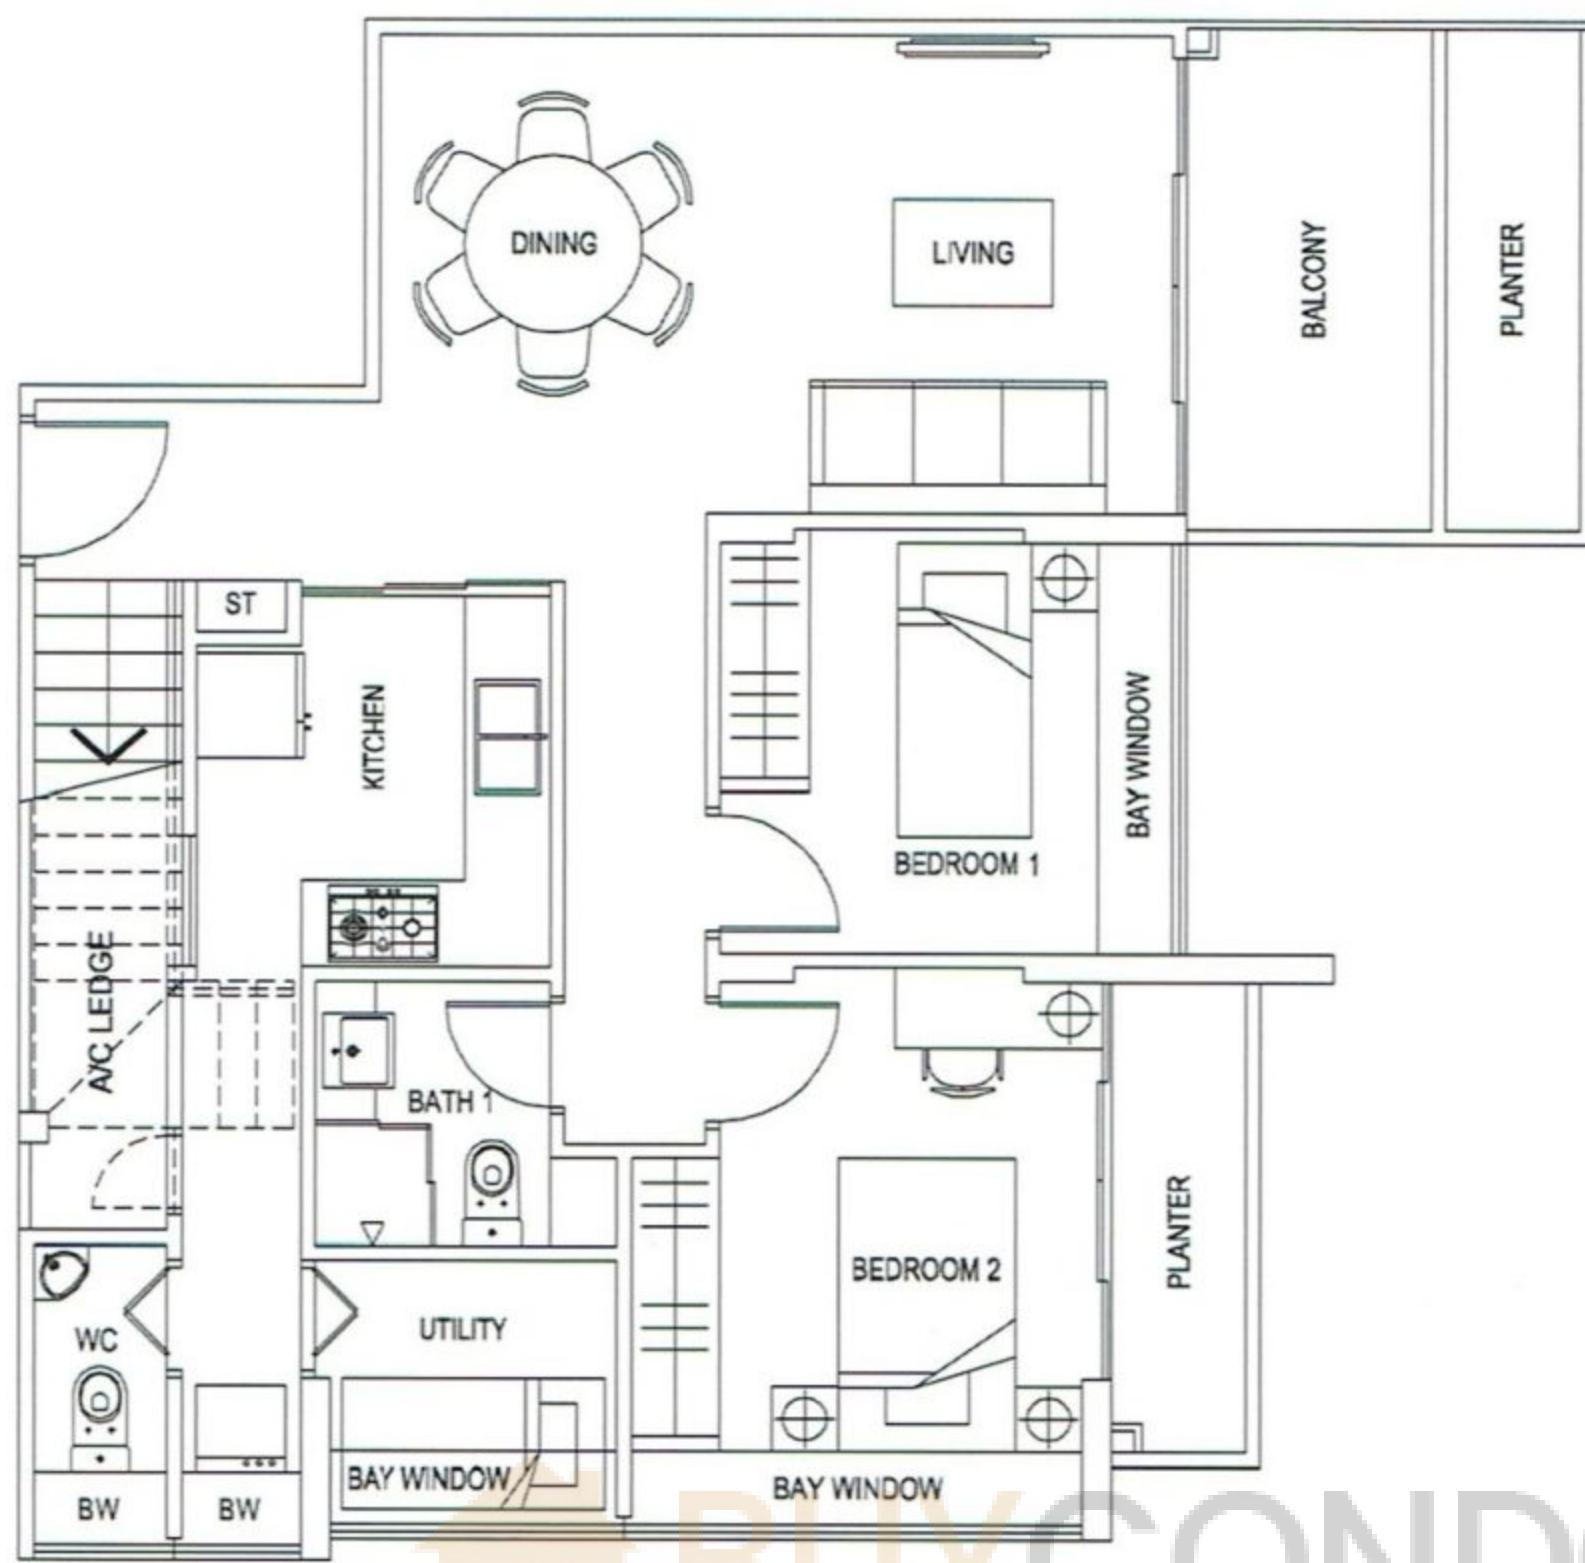 DINING
LIVING
BALCONY
PLANTER
ST
KITCHEN
BAY WINDOW
BEDROOM 1
A/C LEDGE
BATH 1
PLANTER
BEDROOM 2
UTILITY
WC
BAY WINDOW
BAY WINDOW
BW
BW
BUYCONDO